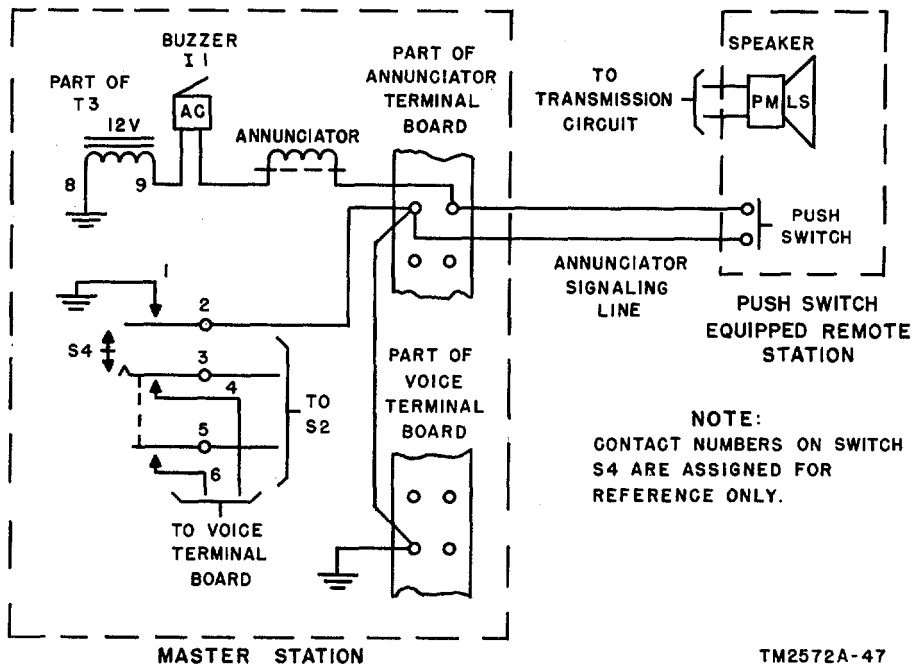 BUZZER
I 1
PART OF
T3
12V
AC
8
9
ANNUNCIATOR
PART OF
ANNUNCIATOR
TERMINAL
BOARD
TO
TRANSMISSION
CIRCUIT
SPEAKER
PM
LS
PUSH
SWITCH
ANNUNCIATOR
SIGNALING
LINE
PUSH SWITCH
EQUIPPED REMOTE
STATION
1
2
S4
3
4
5
6
TO
S2
TO VOICE
TERMINAL
BOARD
PART OF
VOICE
TERMINAL
BOARD
NOTE:
CONTACT NUMBERS ON SWITCH
S4 ARE ASSIGNED FOR
REFERENCE ONLY.
MASTER STATION
TM2572A-47